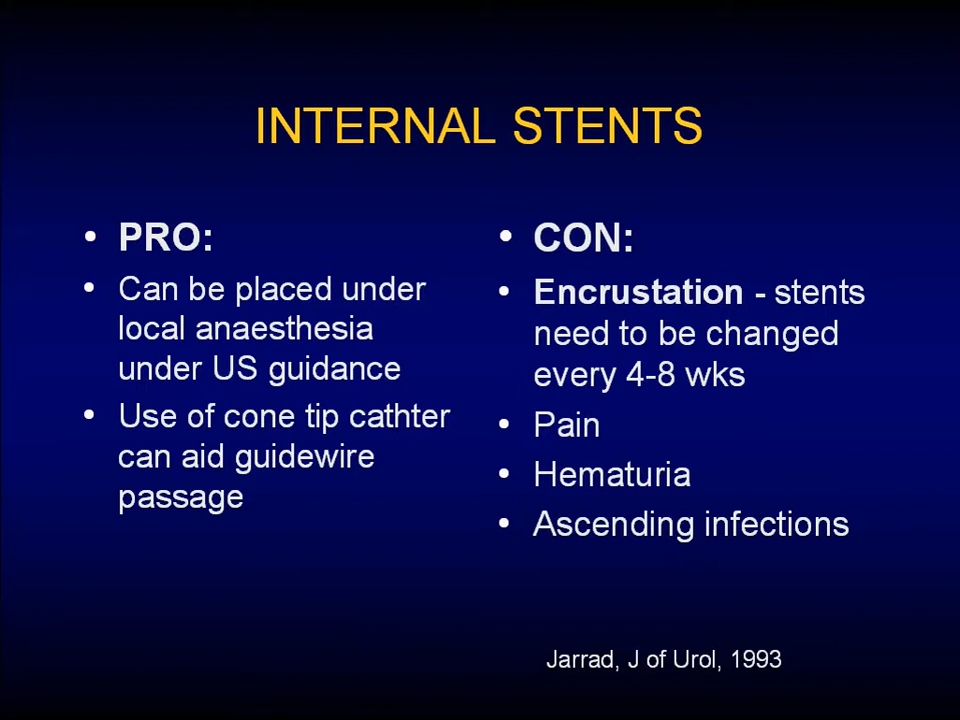 INTERNAL STENTS
• PRO:
• Can be placed under
local anaesthesia
under US guidance
• Use of cone tip cathter
can aid guidewire
passage
• CON:
• Encrustation - stents
need to be changed
every 4-8 wks
• Pain
• Hematuria
• Ascending infections
Jarrad, J of Urol, 1993